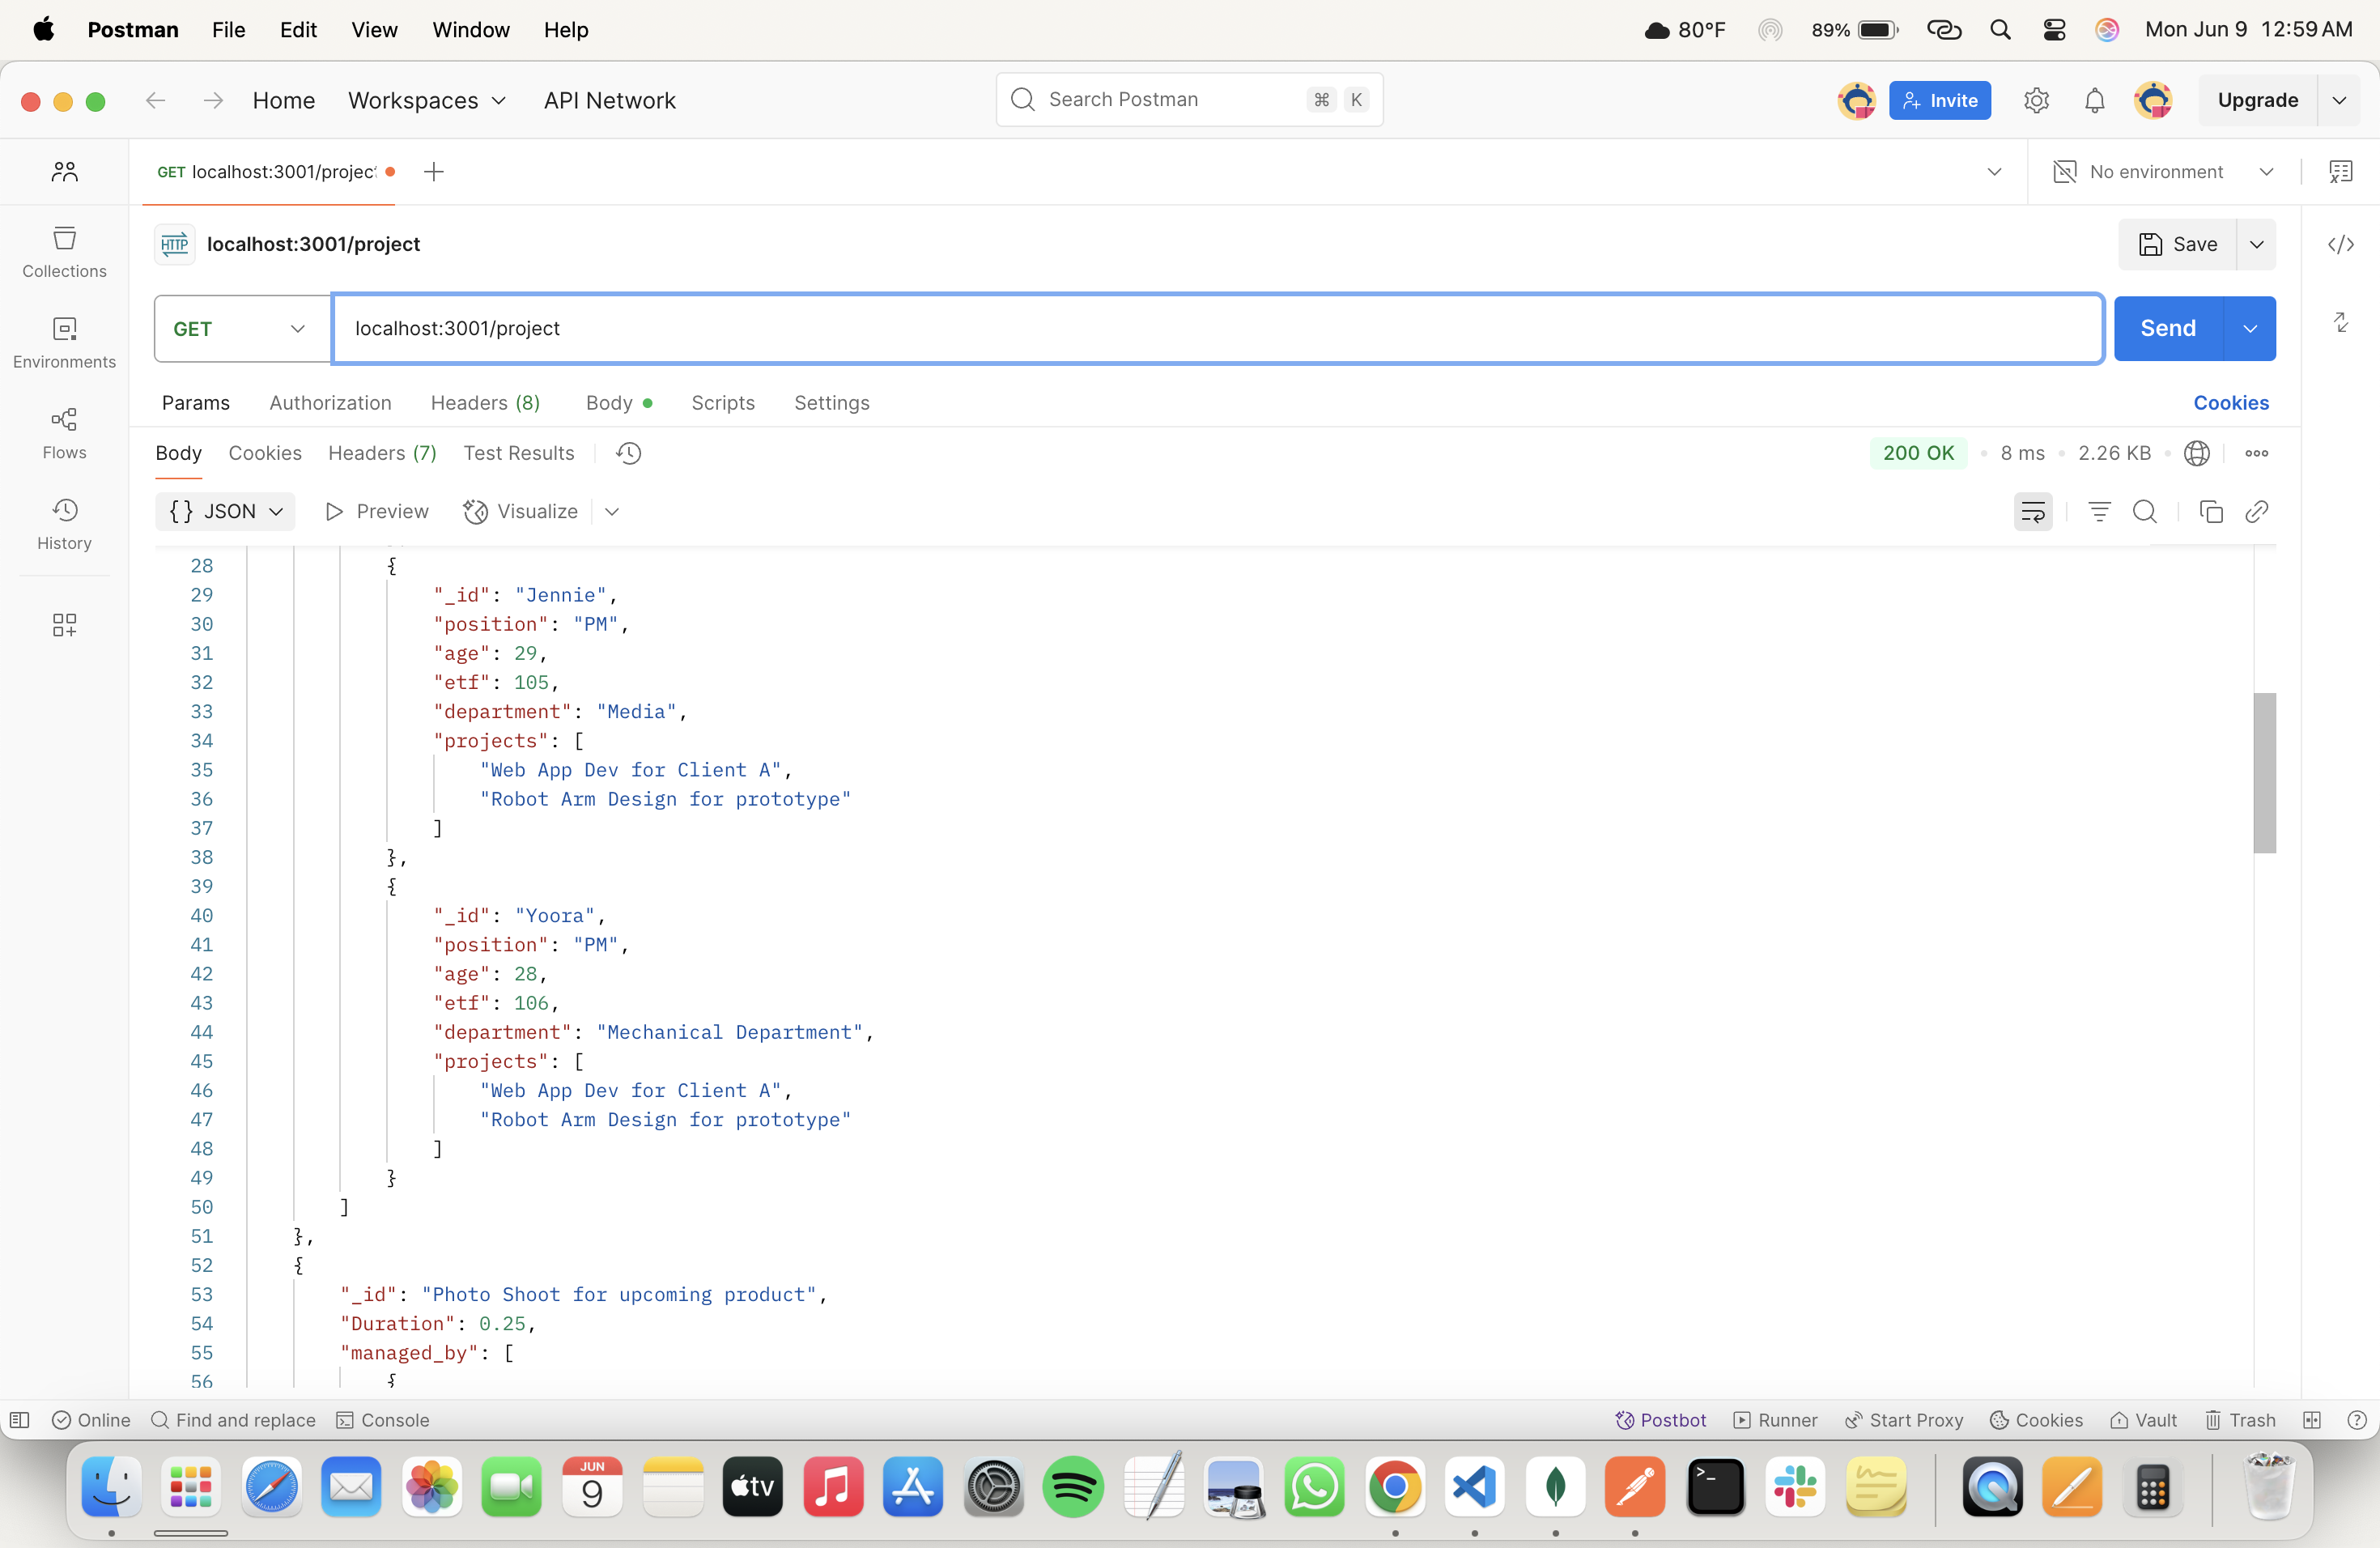 Postman File Edit View Window Help 80°F 89% Mon Jun 9 12:59 AM
Home Workspaces API Network Search Postman ⌘ K Invite Upgrade
GET localhost:3001/projec No environment
HTTP localhost:3001/project Save
Collections
GET localhost:3001/project Send
Environments
Params Authorization Headers (8) Body Scripts Settings Cookies
Flows
Body Cookies Headers (7) Test Results 200 OK 8 ms 2.26 KB
{} JSON Preview Visualize
History
28 {
29 "_id": "Jennie",
30 "position": "PM",
31 "age": 29,
32 "etf": 105,
33 "department": "Media",
34 "projects": [
35 "Web App Dev for Client A",
36 "Robot Arm Design for prototype"
37 ]
38 },
39 {
40 "_id": "Yoora",
41 "position": "PM",
42 "age": 28,
43 "etf": 106,
44 "department": "Mechanical Department",
45 "projects": [
46 "Web App Dev for Client A",
47 "Robot Arm Design for prototype"
48 ]
49 }
50 ]
51 },
52 {
53 "_id": "Photo Shoot for upcoming product",
54 "Duration": 0.25,
55 "managed_by": [
56 {
Online Find and replace Console Postbot Runner Start Proxy Cookies Vault Trash
JUN
9
tv